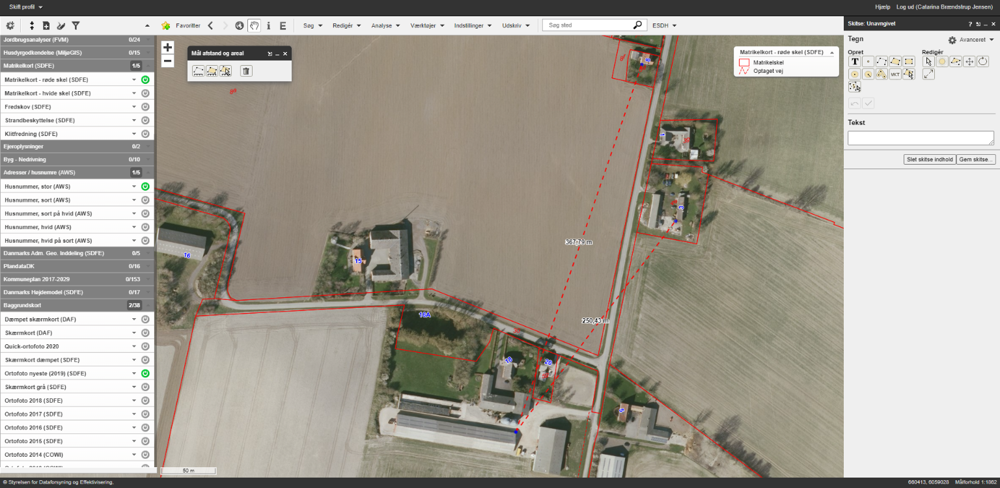 Skift profil
Hjælp Log ud (Catarina Brændstrup Jensen)
Favoritter
i
E
Søg
Redigér
Analyse
Værktøjer
Indstillinger
Udskriv
Søg sted
ESDH
Skitse: Unavngivet
?
Jordbrugsanalyser (FVM) 0/24
Husdyrgodkendelse (MiljøGIS) 0/15
Matrikelkort (SDFE) 1/5
Matrikelkort - røde skel (SDFE)
Matrikelkort - hvide skel (SDFE)
Fredskov (SDFE)
Strandbeskyttelse (SDFE)
Klitfredning (SDFE)
Ejeroplysninger 0/2
Byg - Nedrivning 0/10
Adresser / husnumre (AWS) 1/5
Husnummer, stor (AWS)
Husnummer, sort (AWS)
Husnummer, sort på hvid (AWS)
Husnummer, hvid (AWS)
Husnummer, hvid på sort (AWS)
Danmarks Adm. Geo. Inddeling (SDFE) 0/5
PlandataDK 0/16
Kommuneplan 2017-2029 0/153
Danmarks Højdemodel (SDFE) 0/17
Baggrundskort 2/38
Dæmpet skærmkort (DAF)
Skærmkort (DAF)
Quick-ortofoto 2020
Skærmkort dæmpet (SDFE)
Ortofoto nyeste (2019) (SDFE)
Skærmkort grå (SDFE)
Ortofoto 2018 (SDFE)
Ortofoto 2017 (SDFE)
Ortofoto 2016 (SDFE)
Ortofoto 2015 (SDFE)
Ortofoto 2014 (COWI)
Mål afstand og areal
Matrikelkort - røde skel (SDFE)
Matrikelskel
Optaget vej
8
1
3
367,79 m
16
15
250,43 m
16A
18
20
5
50 m
Tegn
Avanceret
Opret
Redigér
T
MKT
Tekst
Slet skitse indhold
Gem skitse...
© Styrelsen for Dataforsyning og Effektivisering,
660413, 6059028 Målforhold 1:1862